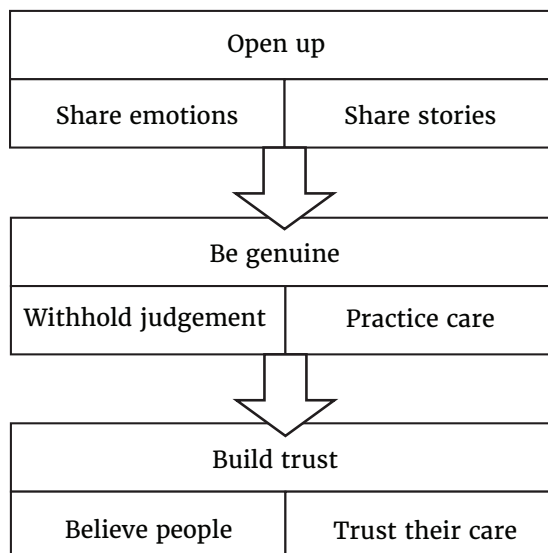 Open up
Share emotions Share stories
Be genuine
Withhold judgement Practice care
Build trust
Believe people Trust their care